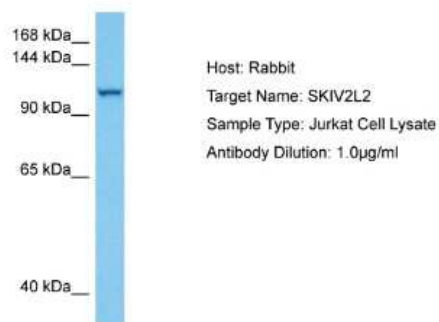 168 kDa
144 kDa
Host: Rabbit
Target Name: SKIV2L2
90 kDa
Sample Type: Jurkat Cell Lysate
Antibody Dilution: 1.0µg/ml
65 kDa
40 kDa